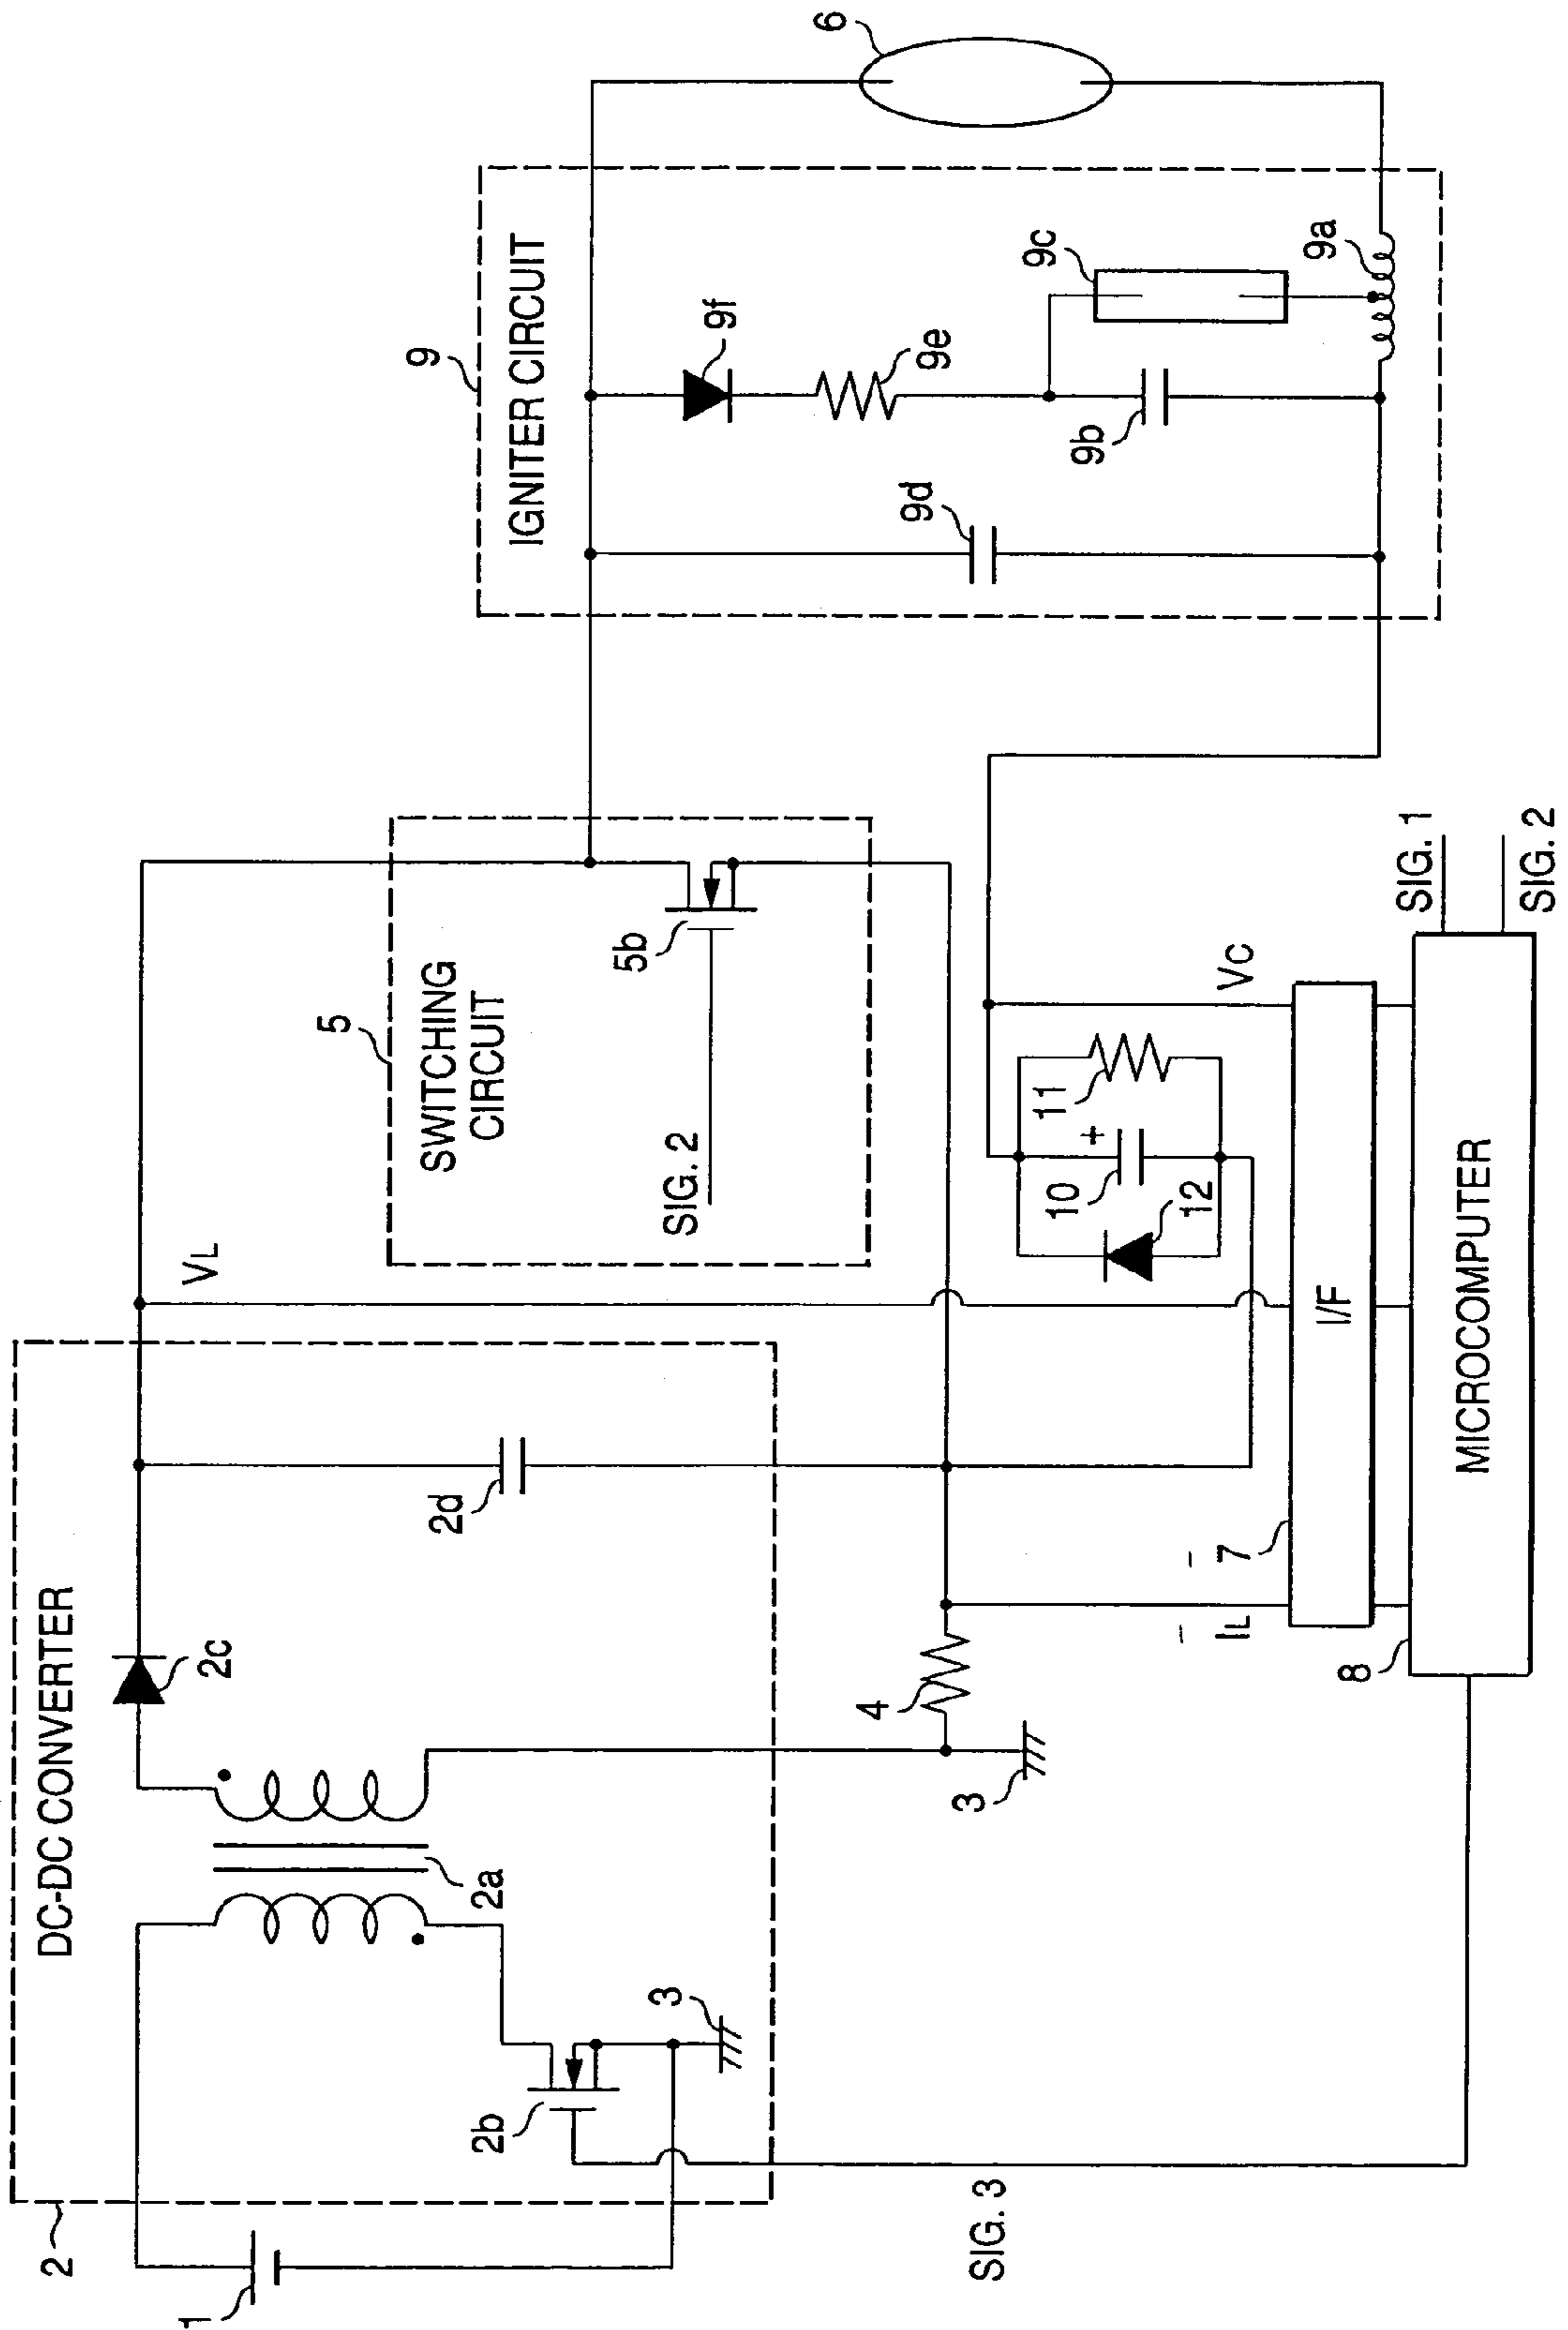 DC-DC CONVERTER
2
1
2a
2b
2c
2d
3
SIG. 3
VL
4
3
IL
7
I/F
8
MICROCOMPUTER
SIG. 1
SIG. 2
5
SWITCHING
CIRCUIT
SIG. 2
5b
10
+
11
12
VC
9
IGNITER CIRCUIT
9d
9f
9e
9b
9c
9a
6